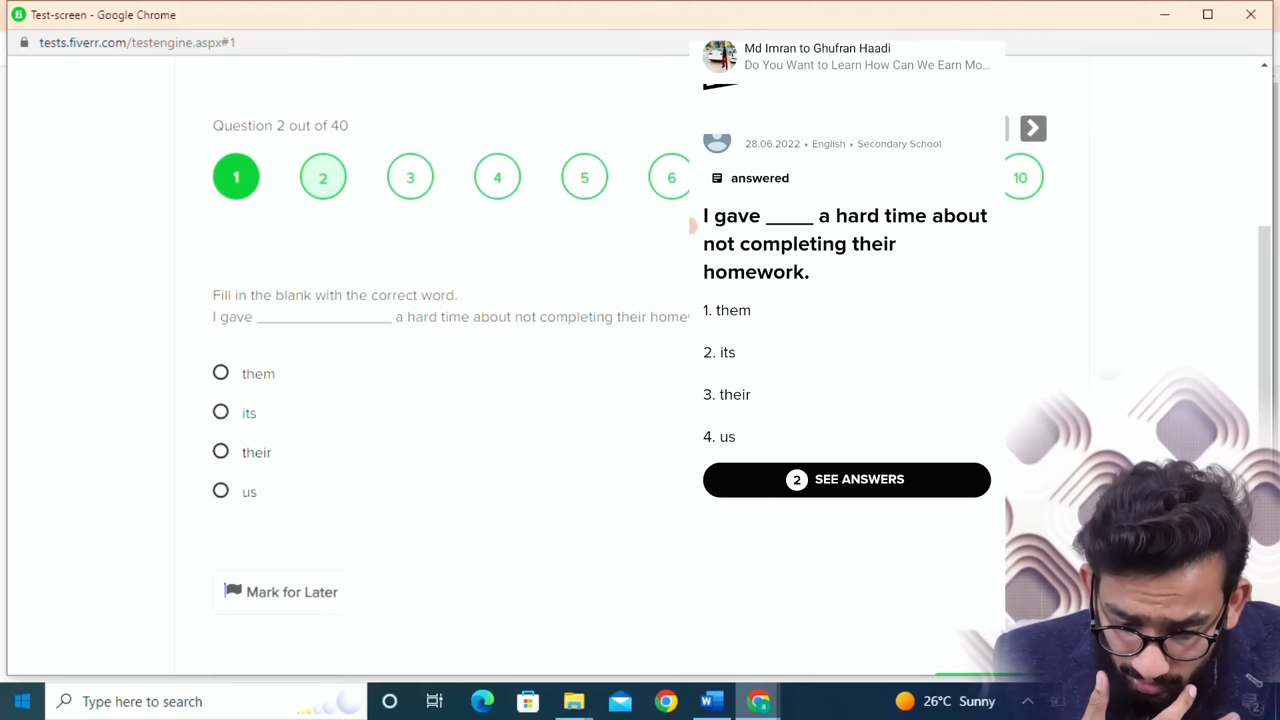 Test-screen - Google Chrome
tests.fiverr.com/testengine.aspx#1
Md Imran to Ghufran Haadi
Do You Want to Learn How Can We Earn Mo...
Question 2 out of 40
1 2 3 4 5 6 10
28.06.2022 • English • Secondary School
answered
I gave _____ a hard time about
not completing their
homework.
Fill in the blank with the correct word.
I gave _________________ a hard time about not completing their home
1. them
2. its
3. their
4. us
them
its
their
us
2 SEE ANSWERS
Mark for Later
Type here to search
26°C Sunny